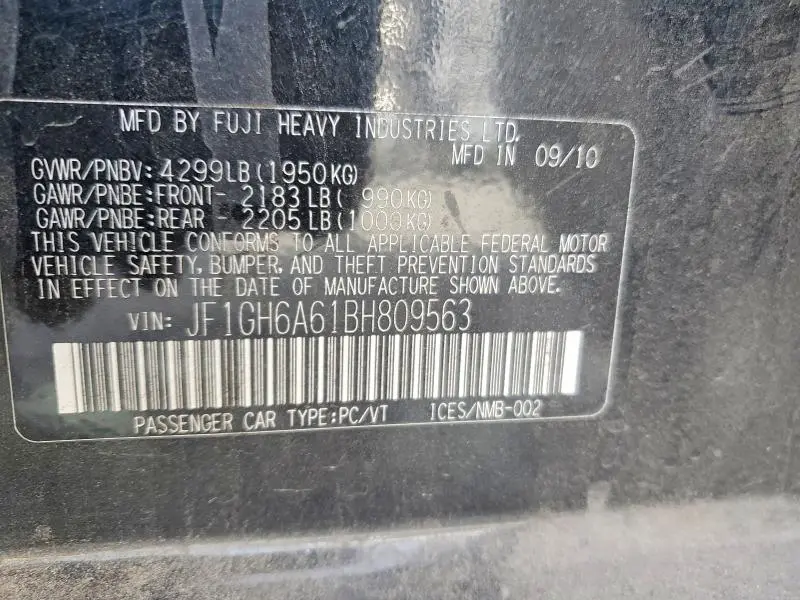 MFD BY FUJI HEAVY INDUSTRIES LTD.
MFD IN 09/10
GVWR/PNBV: 4299LB(1950KG)
GAWR/PNBE:FRONT- 2183LB( 990KG)
GAWR/PNBE:REAR - 2205LB(1000KG)
THIS VEHICLE CONFORMS TO ALL APPLICABLE FEDERAL MOTOR
VEHICLE SAFETY, BUMPER, AND THEFT PREVENTION STANDARDS
IN EFFECT ON THE DATE OF MANUFACTURE SHOWN ABOVE.
VIN: JF1GH6A61BH809563
PASSENGER CAR TYPE:PC/VT ICES/NMB-002